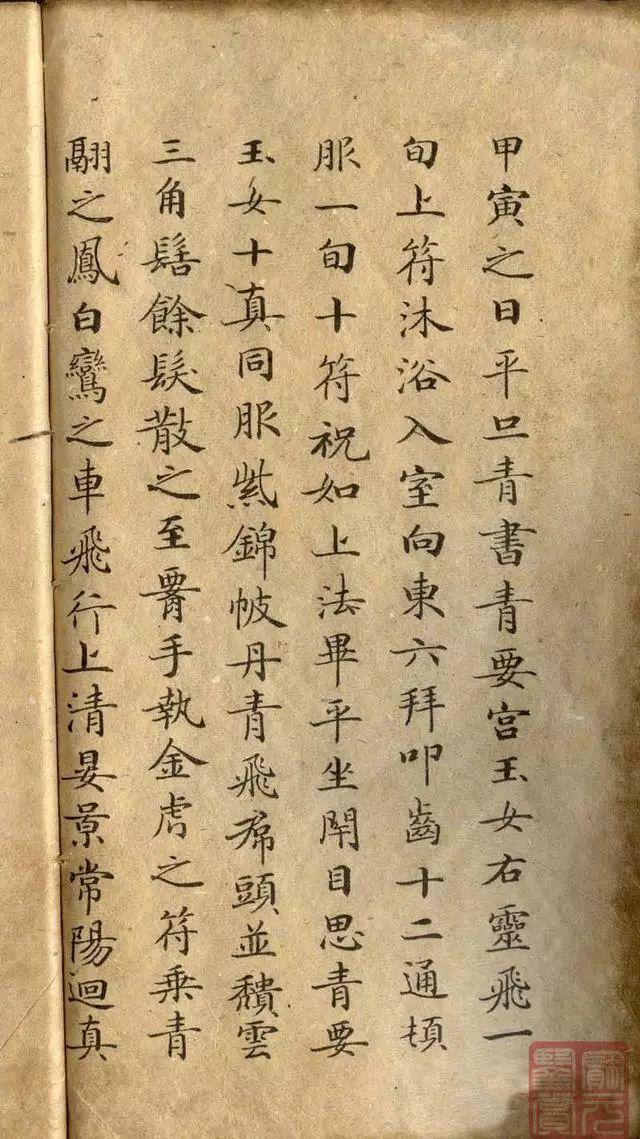 甲寅之日平旦青書青要宮玉女右靈飛一
旬上符沐浴入室向東六拜叩齒十二通頓
服一旬十符祝如上法畢平坐閉目思青要
玉女十真同服紫錦帔丹青飛帬頭並穨雲
三角髻餘髮散之至𦝫手執金虎之符乗青
翮之鳳白鸞之車飛行上清晏景常陽迴真